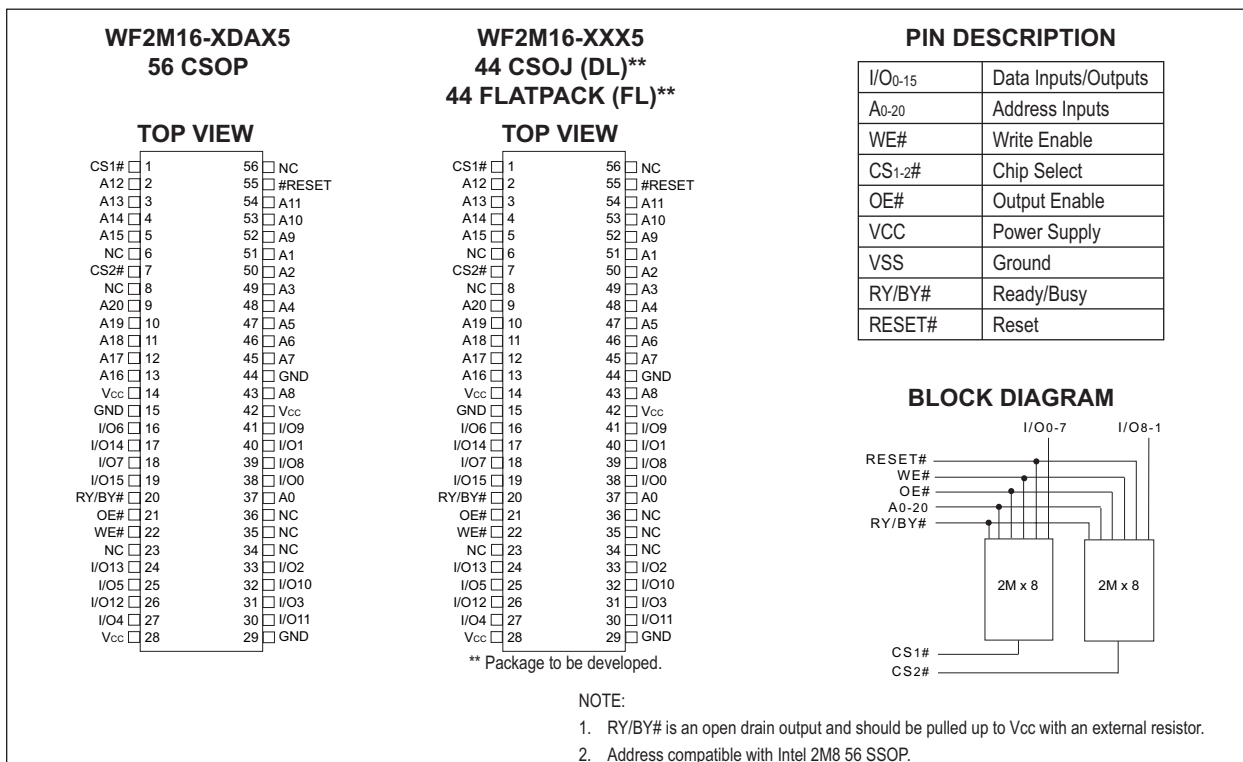 WF2M16-XDAX5
56 CSOP
TOP VIEW
CS1# 1 56 NC
A12 2 55 #RESET
A13 3 54 A11
A14 4 53 A10
A15 5 52 A9
NC 6 51 A1
CS2# 7 50 A2
NC 8 49 A3
A20 9 48 A4
A19 10 47 A5
A18 11 46 A6
A17 12 45 A7
A16 13 44 GND
Vcc 14 43 A8
GND 15 42 Vcc
I/O6 16 41 I/O9
I/O14 17 40 I/O1
I/O7 18 39 I/O8
I/O15 19 38 I/O0
RY/BY# 20 37 A0
OE# 21 36 NC
WE# 22 35 NC
NC 23 34 NC
I/O13 24 33 I/O2
I/O5 25 32 I/O10
I/O12 26 31 I/O3
I/O4 27 30 I/O11
Vcc 28 29 GND
WF2M16-XXX5
44 CSOJ (DL)**
44 FLATPACK (FL)**
TOP VIEW
CS1# 1 56 NC
A12 2 55 #RESET
A13 3 54 A11
A14 4 53 A10
A15 5 52 A9
NC 6 51 A1
CS2# 7 50 A2
NC 8 49 A3
A20 9 48 A4
A19 10 47 A5
A18 11 46 A6
A17 12 45 A7
A16 13 44 GND
Vcc 14 43 A8
GND 15 42 Vcc
I/O6 16 41 I/O9
I/O14 17 40 I/O1
I/O7 18 39 I/O8
I/O15 19 38 I/O0
RY/BY# 20 37 A0
OE# 21 36 NC
WE# 22 35 NC
NC 23 34 NC
I/O13 24 33 I/O2
I/O5 25 32 I/O10
I/O12 26 31 I/O3
I/O4 27 30 I/O11
Vcc 28 29 GND
** Package to be developed.
PIN DESCRIPTION
I/O0-15 Data Inputs/Outputs
A0-20 Address Inputs
WE# Write Enable
CS1-2# Chip Select
OE# Output Enable
VCC Power Supply
VSS Ground
RY/BY# Ready/Busy
RESET# Reset
BLOCK DIAGRAM
I/O0-7 I/O8-1
RESET#
WE#
OE#
A0-20
RY/BY#
2M x 8 2M x 8
CS1#
CS2#
NOTE:
1. RY/BY# is an open drain output and should be pulled up to Vcc with an external resistor.
2. Address compatible with Intel 2M8 56 SSOP.